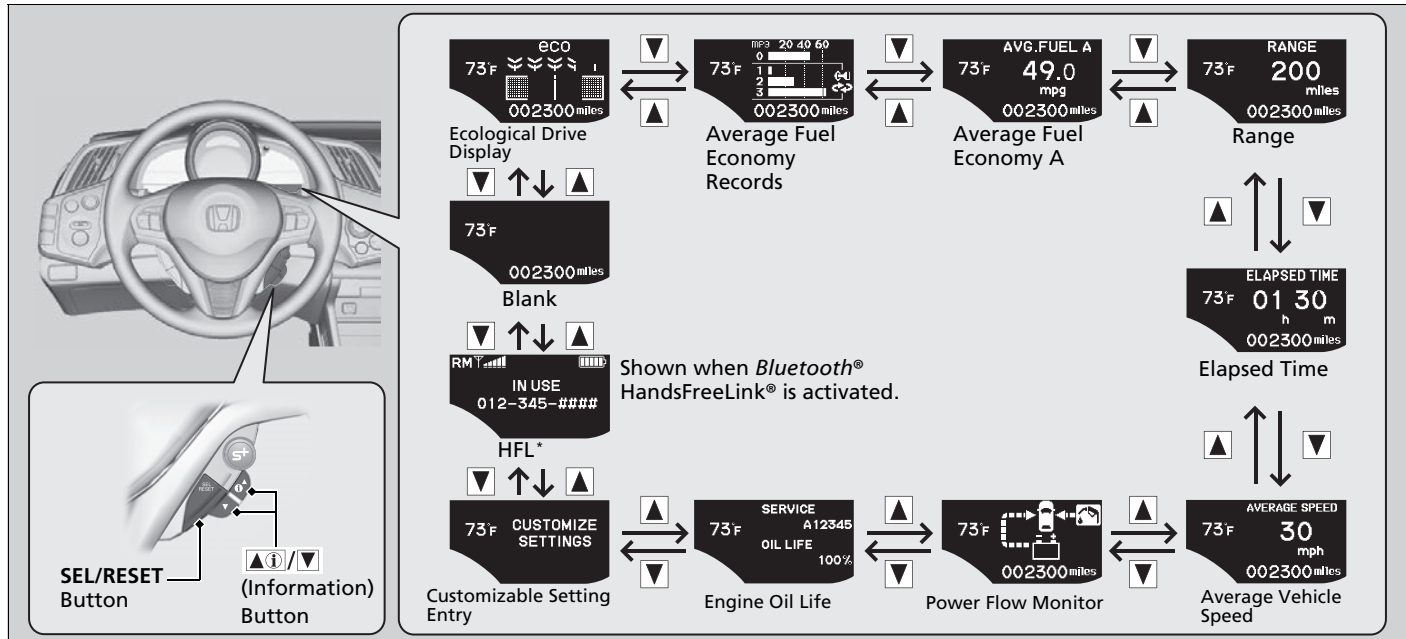 eco
73°F
002300 miles
Ecological Drive
Display
mpg 20 40 60
0
73°F
1
2
3
002300 miles
Average Fuel
Economy
Records
AVG.FUEL A
73°F 49.0
mpg
002300 miles
Average Fuel
Economy A
RANGE
73°F 200
miles
002300 miles
Range
73°F
002300 miles
Blank
ELAPSED TIME
73°F 01 30
h m
002300 miles
Elapsed Time
RM
IN USE
012-345-####
HFL*
Shown when Bluetooth®
HandsFreeLink® is activated.
73°F CUSTOMIZE
SETTINGS
Customizable Setting
Entry
SERVICE
73°F A12345
OIL LIFE
100%
Engine Oil Life
73°F
002300 miles
Power Flow Monitor
AVERAGE SPEED
73°F 30
mph
002300 miles
Average Vehicle
Speed
S+
SEL
RESET
i
SEL/RESET
Button
▲ⓘ/▼
(Information)
Button